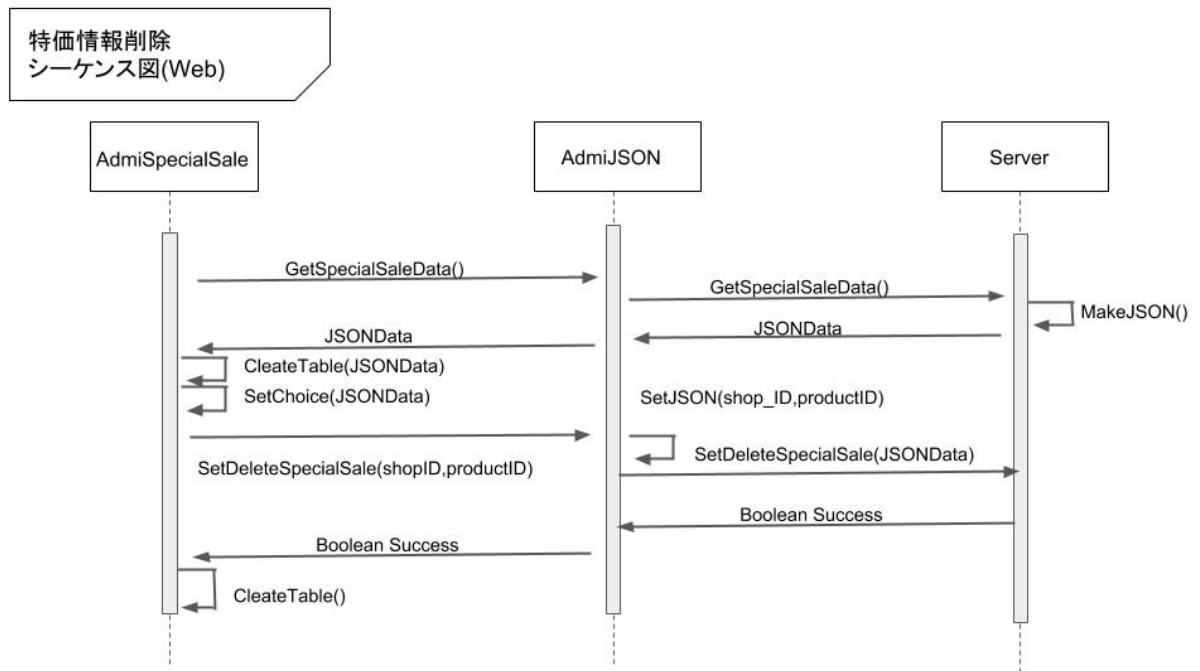 特価情報削除
シーケンス図(Web)
AdmiSpecialSale
AdmiJSON
Server
GetSpecialSaleData()
GetSpecialSaleData()
MakeJSON()
JSONData
JSONData
CleateTable(JSONData)
SetChoice(JSONData)
SetJSON(shop_ID,productID)
SetDeleteSpecialSale(shopID,productID)
SetDeleteSpecialSale(JSONData)
Boolean Success
Boolean Success
CleateTable()